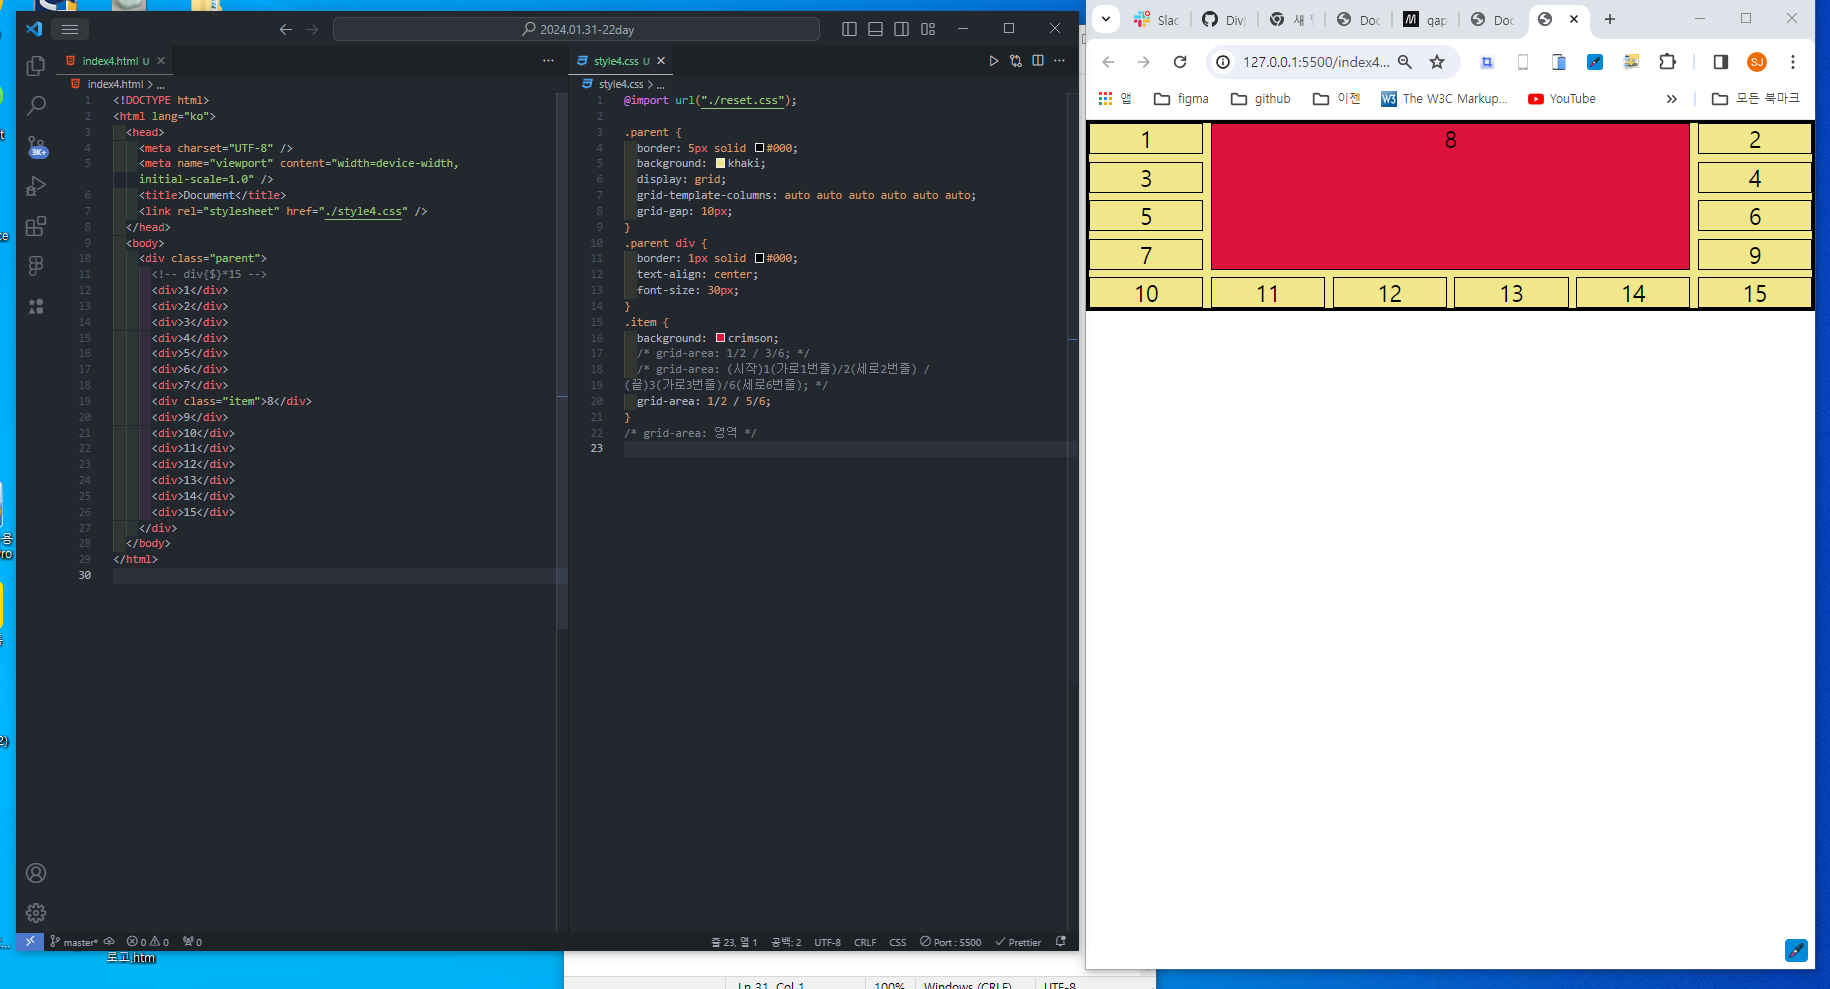 2024.01.31-22day
index4.html U
style4.css U
index4.html > ...
style4.css > ...
3K+
1 <!DOCTYPE html>
2 <html lang="ko">
3 <head>
4 <meta charset="UTF-8" />
5 <meta name="viewport" content="width=device-width,
initial-scale=1.0" />
6 <title>Document</title>
7 <link rel="stylesheet" href="./style4.css" />
8 </head>
9 <body>
10 <div class="parent">
11 <!-- div{$}*15 -->
12 <div>1</div>
13 <div>2</div>
14 <div>3</div>
15 <div>4</div>
16 <div>5</div>
17 <div>6</div>
18 <div>7</div>
19 <div class="item">8</div>
20 <div>9</div>
21 <div>10</div>
22 <div>11</div>
23 <div>12</div>
24 <div>13</div>
25 <div>14</div>
26 <div>15</div>
27 </div>
28 </body>
29 </html>
30
1 @import url("./reset.css");
2
3 .parent {
4 border: 5px solid #000;
5 background: khaki;
6 display: grid;
7 grid-template-columns: auto auto auto auto auto auto;
8 grid-gap: 10px;
9 }
10 .parent div {
11 border: 1px solid #000;
12 text-align: center;
13 font-size: 30px;
14 }
15 .item {
16 background: crimson;
17 /* grid-area: 1/2 / 3/6; */
18 /* grid-area: (시작)1(가로1번줄)/2(세로2번줄) /
19 (끝)3(가로3번줄)/6(세로6번줄); */
20 grid-area: 1/2 / 5/6;
21 }
22 /* grid-area: 영역 */
23
master* 0 0 0
줄 23, 열 1 공백: 2 UTF-8 CRLF CSS Port : 5500 Prettier
로고.htm
Ln 31, Col 1 100% Windows (CRLF) UTF-8
Slac Div 새 Doc gap Doc
127.0.0.1:5500/index4... SJ
앱 figma github 이젠 W3 The W3C Markup... YouTube 모든 북마크
1 8 2
3 4
5 6
7 9
10 11 12 13 14 15